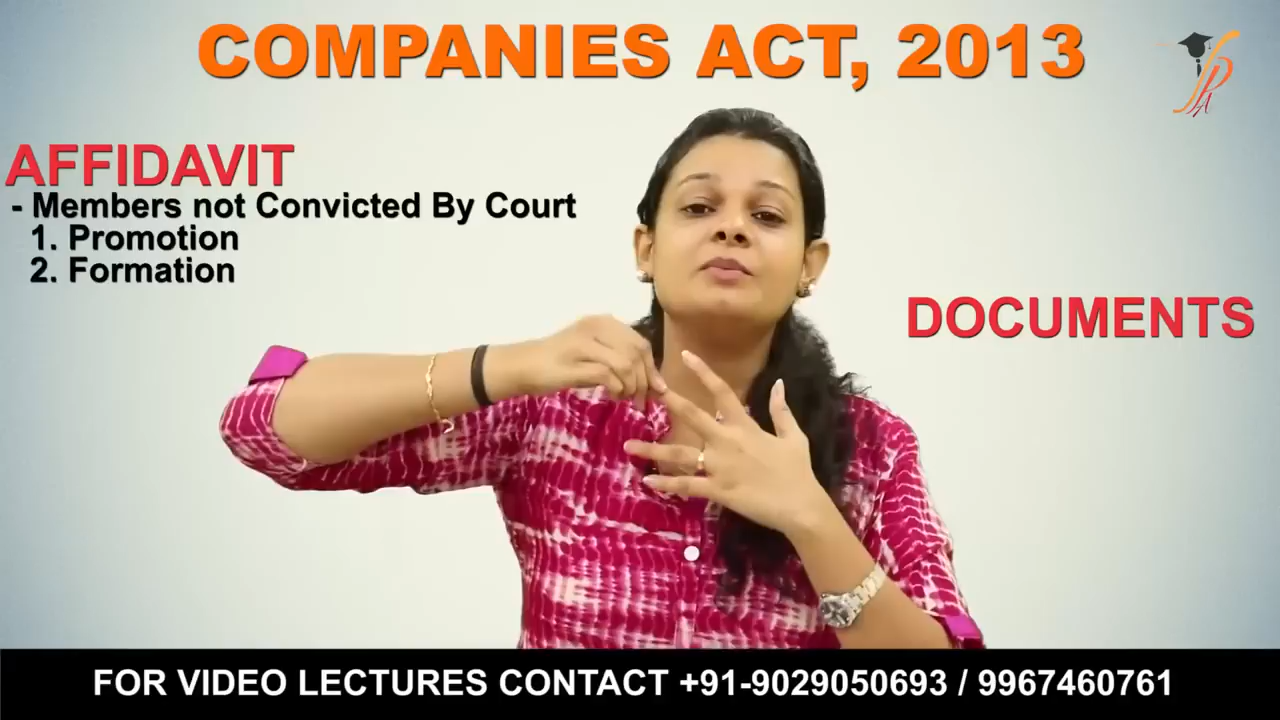 COMPANIES ACT, 2013
AFFIDAVIT
- Members not Convicted By Court
1. Promotion
2. Formation
DOCUMENTS
FOR VIDEO LECTURES CONTACT +91-9029050693 / 9967460761